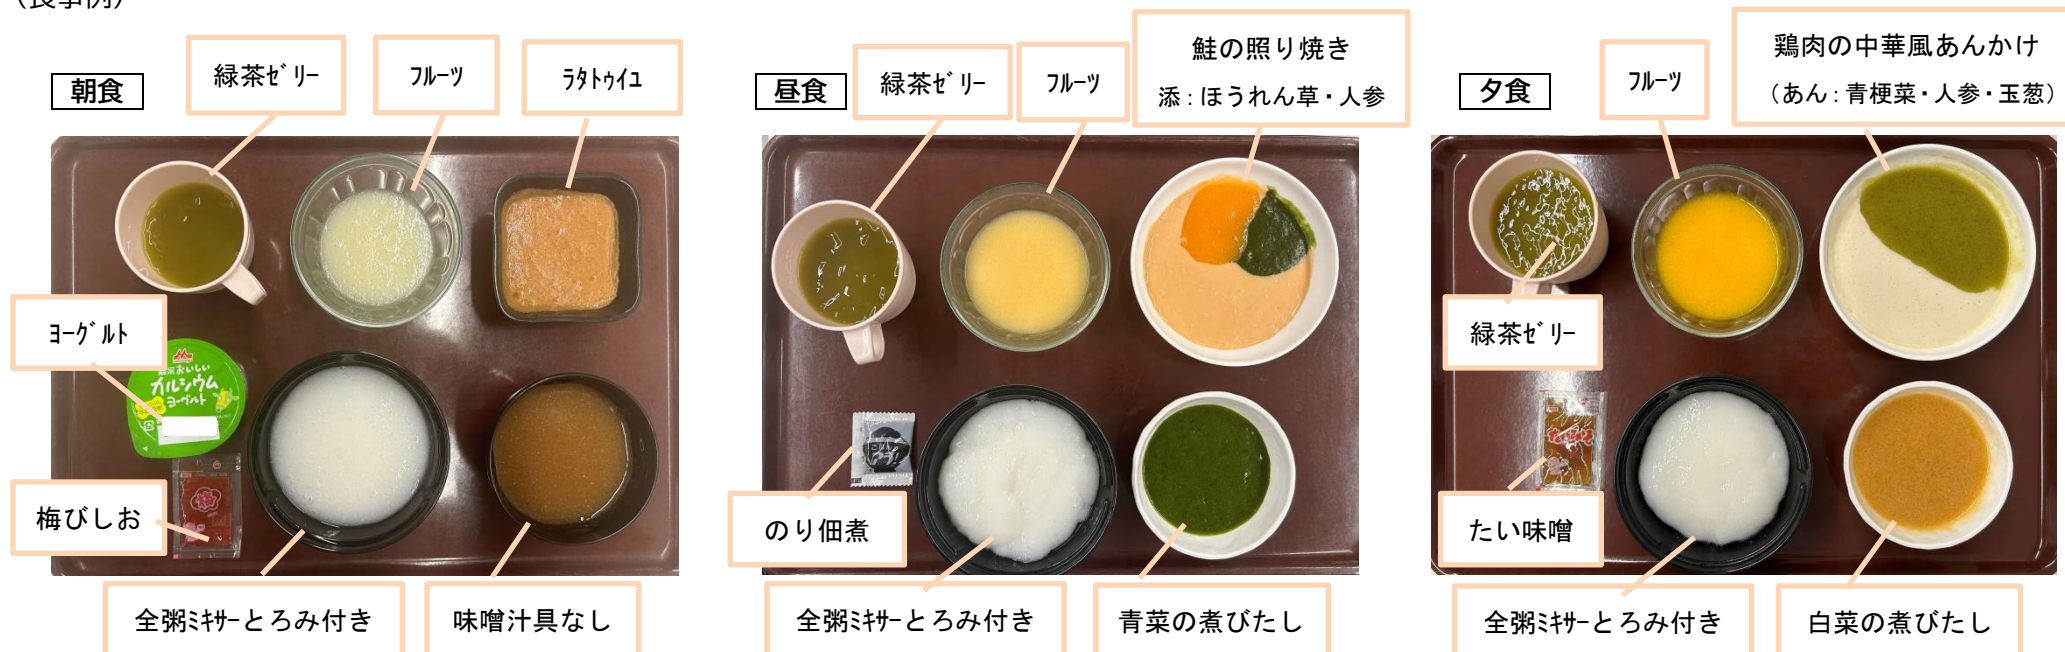 （食事例）
朝食
緑茶ｾﾞﾘｰ
ﾌﾙｰﾂ
ﾗﾀﾄｩｲﾕ
ﾖｰｸﾞﾙﾄ
おいしい
カルシウム
ヨーグルト
梅びしお
梅
全粥ﾐｷｻｰとろみ付き
味噌汁具なし
昼食
緑茶ｾﾞﾘｰ
ﾌﾙｰﾂ
鮭の照り焼き
添：ほうれん草・人参
のり佃煮
全粥ﾐｷｻｰとろみ付き
青菜の煮びたし
夕食
ﾌﾙｰﾂ
鶏肉の中華風あんかけ
（あん：青梗菜・人参・玉葱）
緑茶ｾﾞﾘｰ
たい味噌
全粥ﾐｷｻｰとろみ付き
白菜の煮びたし